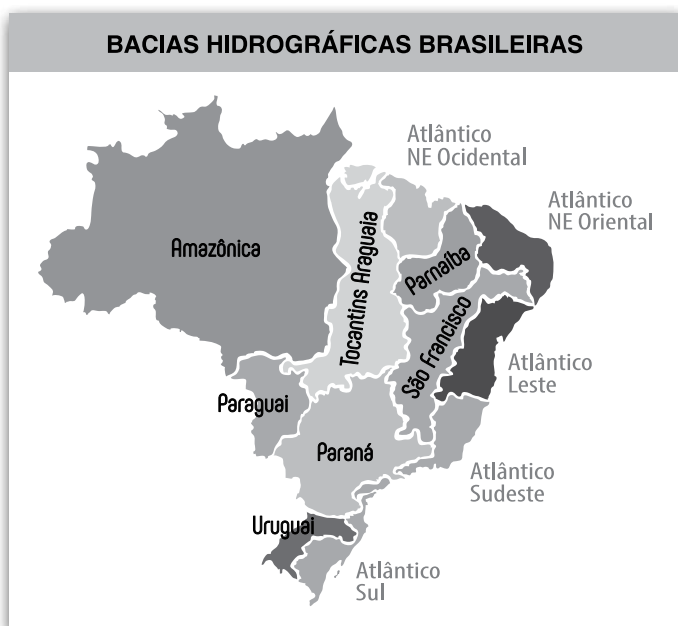 BACIAS HIDROGRÁFICAS BRASILEIRAS
Atlântico
NE Ocidental
Atlântico
NE Oriental
Amazônica
Tocantins Araguaia
Parnaíba
São Francisco
Atlântico
Leste
Paraguai
Paraná
Atlântico
Sudeste
Uruguai
Atlântico
Sul